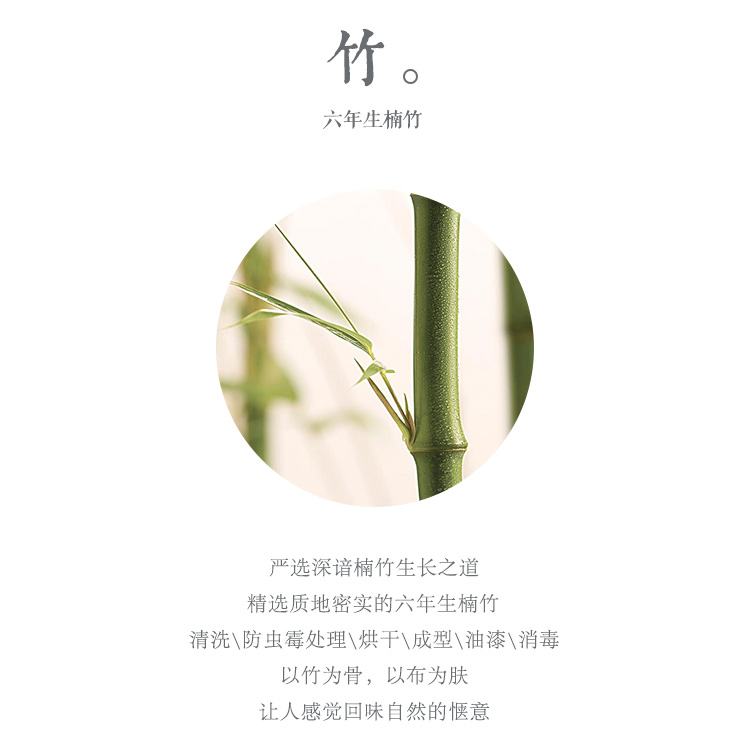 竹。
六年生楠竹
严选深谙楠竹生长之道
精选质地密实的六年生楠竹
清洗\防虫霉处理\烘干\成型\油漆\消毒
以竹为骨，以布为肤
让人感觉回味自然的惬意